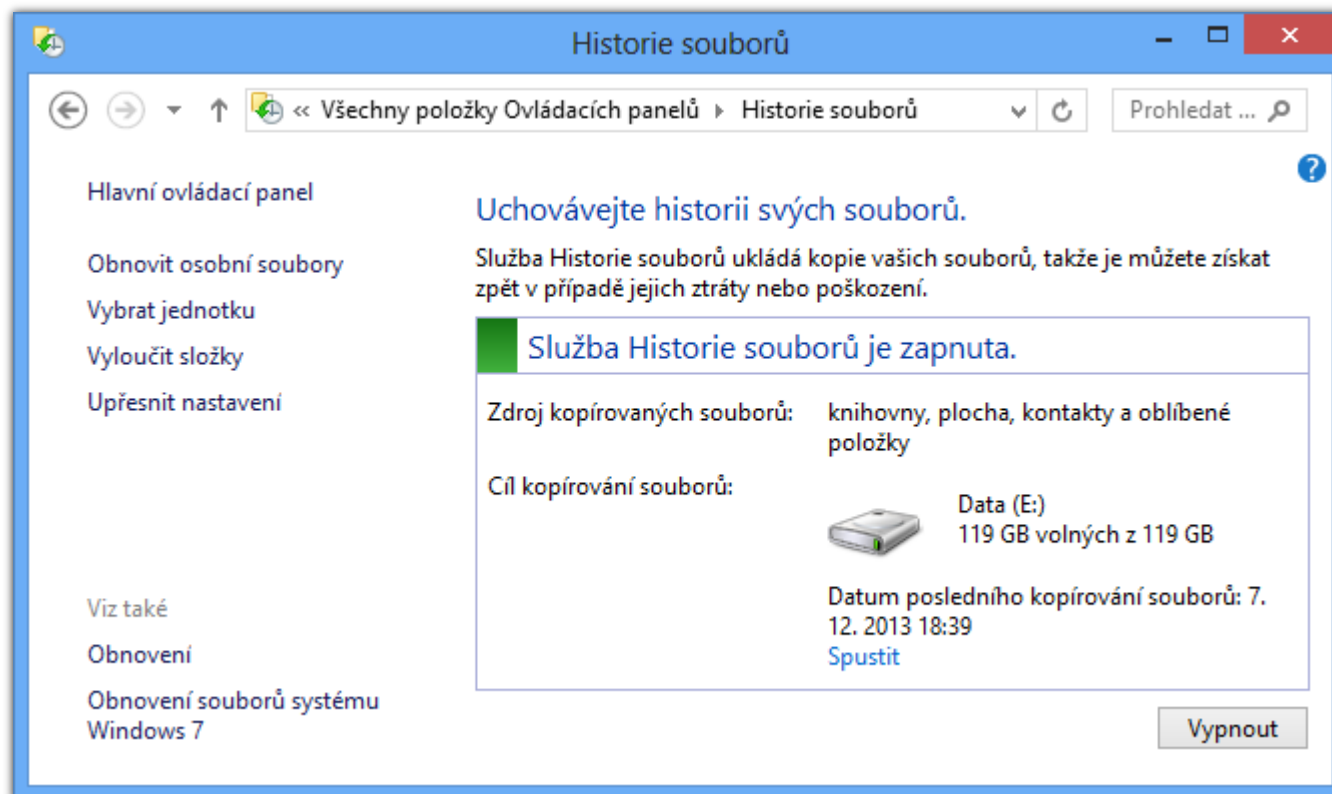 Historie souborů
« Všechny položky Ovládacích panelů ▸ Historie souborů
Prohledat ...
?
Hlavní ovládací panel
Obnovit osobní soubory
Vybrat jednotku
Vyloučit složky
Upřesnit nastavení
Viz také
Obnovení
Obnovení souborů systému
Windows 7
Uchovávejte historii svých souborů.
Služba Historie souborů ukládá kopie vašich souborů, takže je můžete získat
zpět v případě jejich ztráty nebo poškození.
Služba Historie souborů je zapnuta.
Zdroj kopírovaných souborů:
knihovny, plocha, kontakty a oblíbené
položky
Cíl kopírování souborů:
Data (E:)
119 GB volných z 119 GB
Datum posledního kopírování souborů: 7.
12. 2013 18:39
Spustit
Vypnout